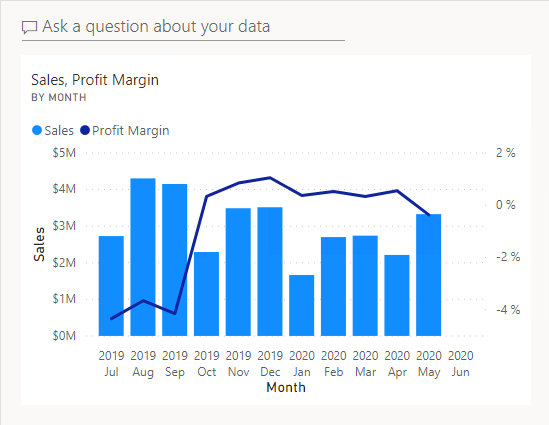 Ask a question about your data
Sales, Profit Margin
BY MONTH
Sales Profit Margin
$5M 2 %
$4M 0 %
$3M
$2M -2 %
$1M -4 %
$0M
Sales
2019 2019 2019 2019 2019 2019 2020 2020 2020 2020 2020 2020
Jul Aug Sep Oct Nov Dec Jan Feb Mar Apr May Jun
Month